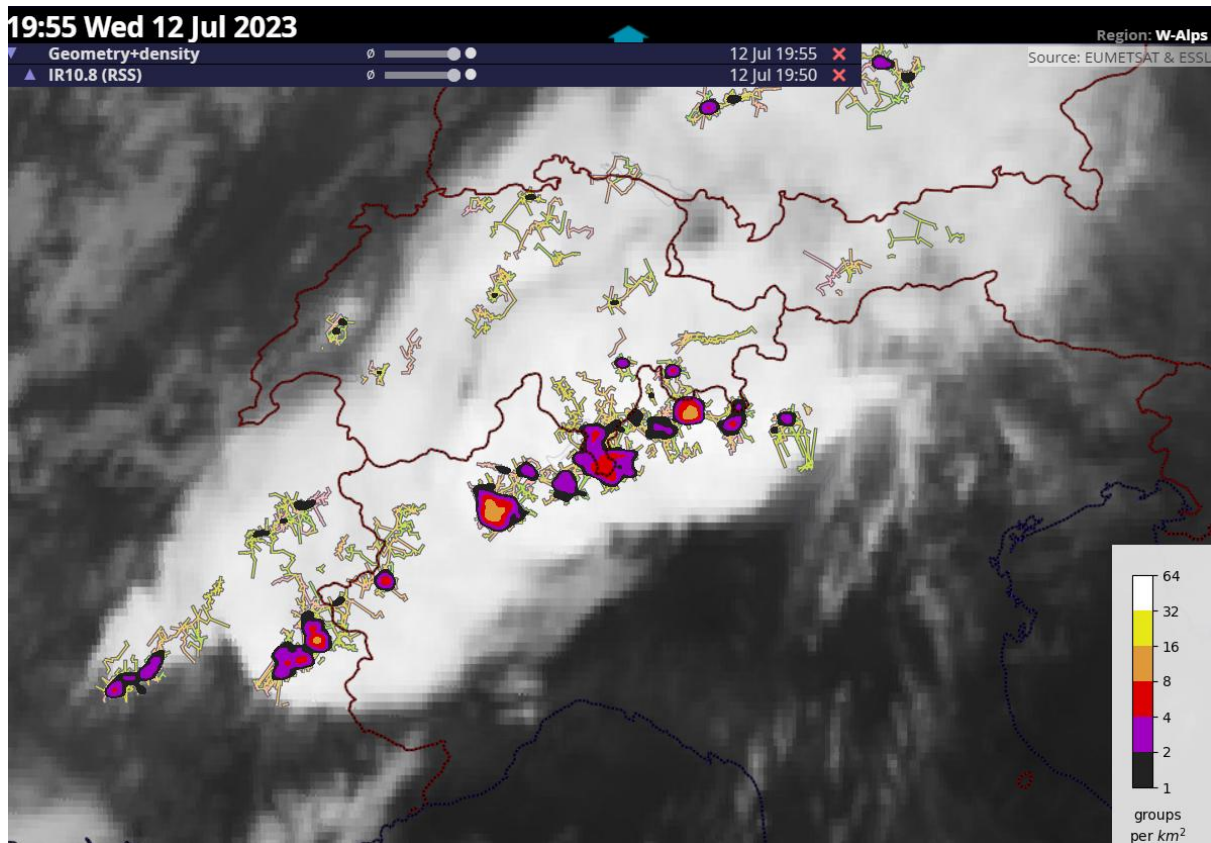 19:55 Wed 12 Jul 2023
Region: W-Alps
Geometry+density ø 12 Jul 19:55
Source: EUMETSAT & ESSL
IR10.8 (RSS) ø 12 Jul 19:50
64
32
16
8
4
2
1
groups
per km²